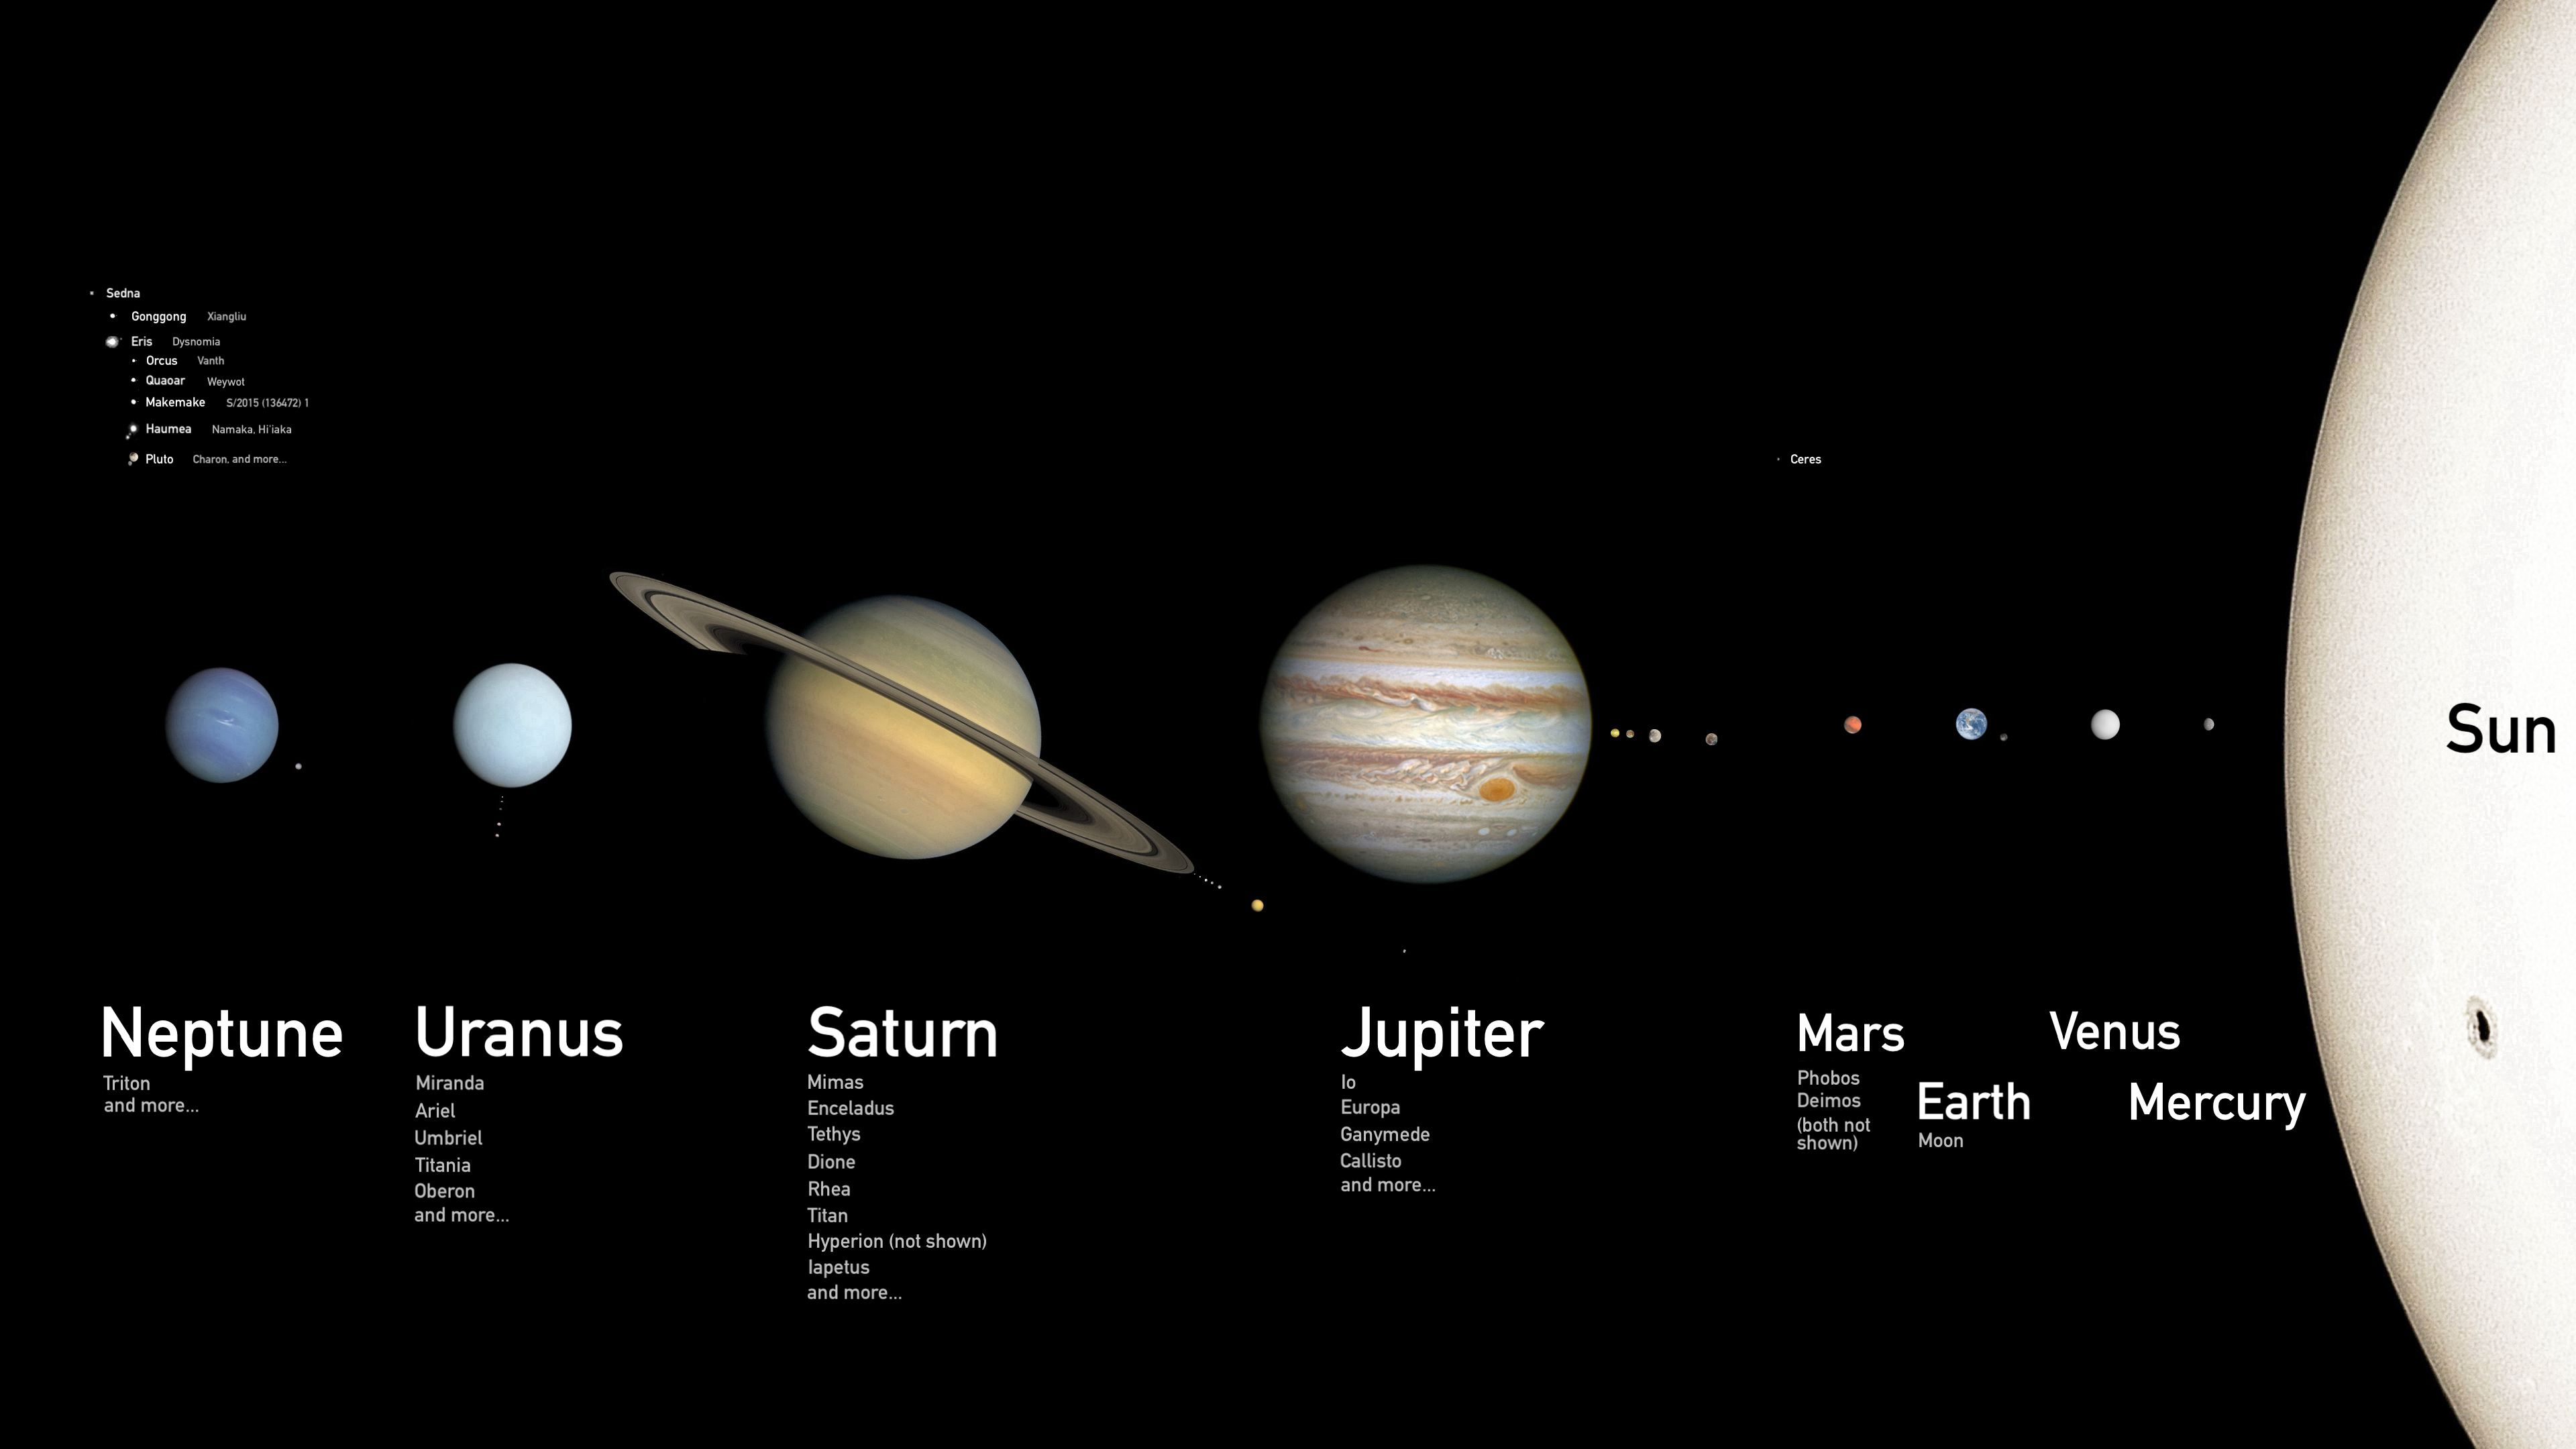 Sedna
Gonggong Xiangliu
Eris Dysnomia
Orcus Vanth
Quaoar Weywot
Makemake S/2015 (136472) 1
Haumea Namaka, Hi'iaka
Pluto Charon, and more...
Ceres
Sun
Neptune
Triton
and more...
Uranus
Miranda
Ariel
Umbriel
Titania
Oberon
and more...
Saturn
Mimas
Enceladus
Tethys
Dione
Rhea
Titan
Hyperion (not shown)
Iapetus
and more...
Jupiter
Io
Europa
Ganymede
Callisto
and more...
Mars
Phobos
Deimos
(both not
shown)
Earth
Moon
Venus
Mercury